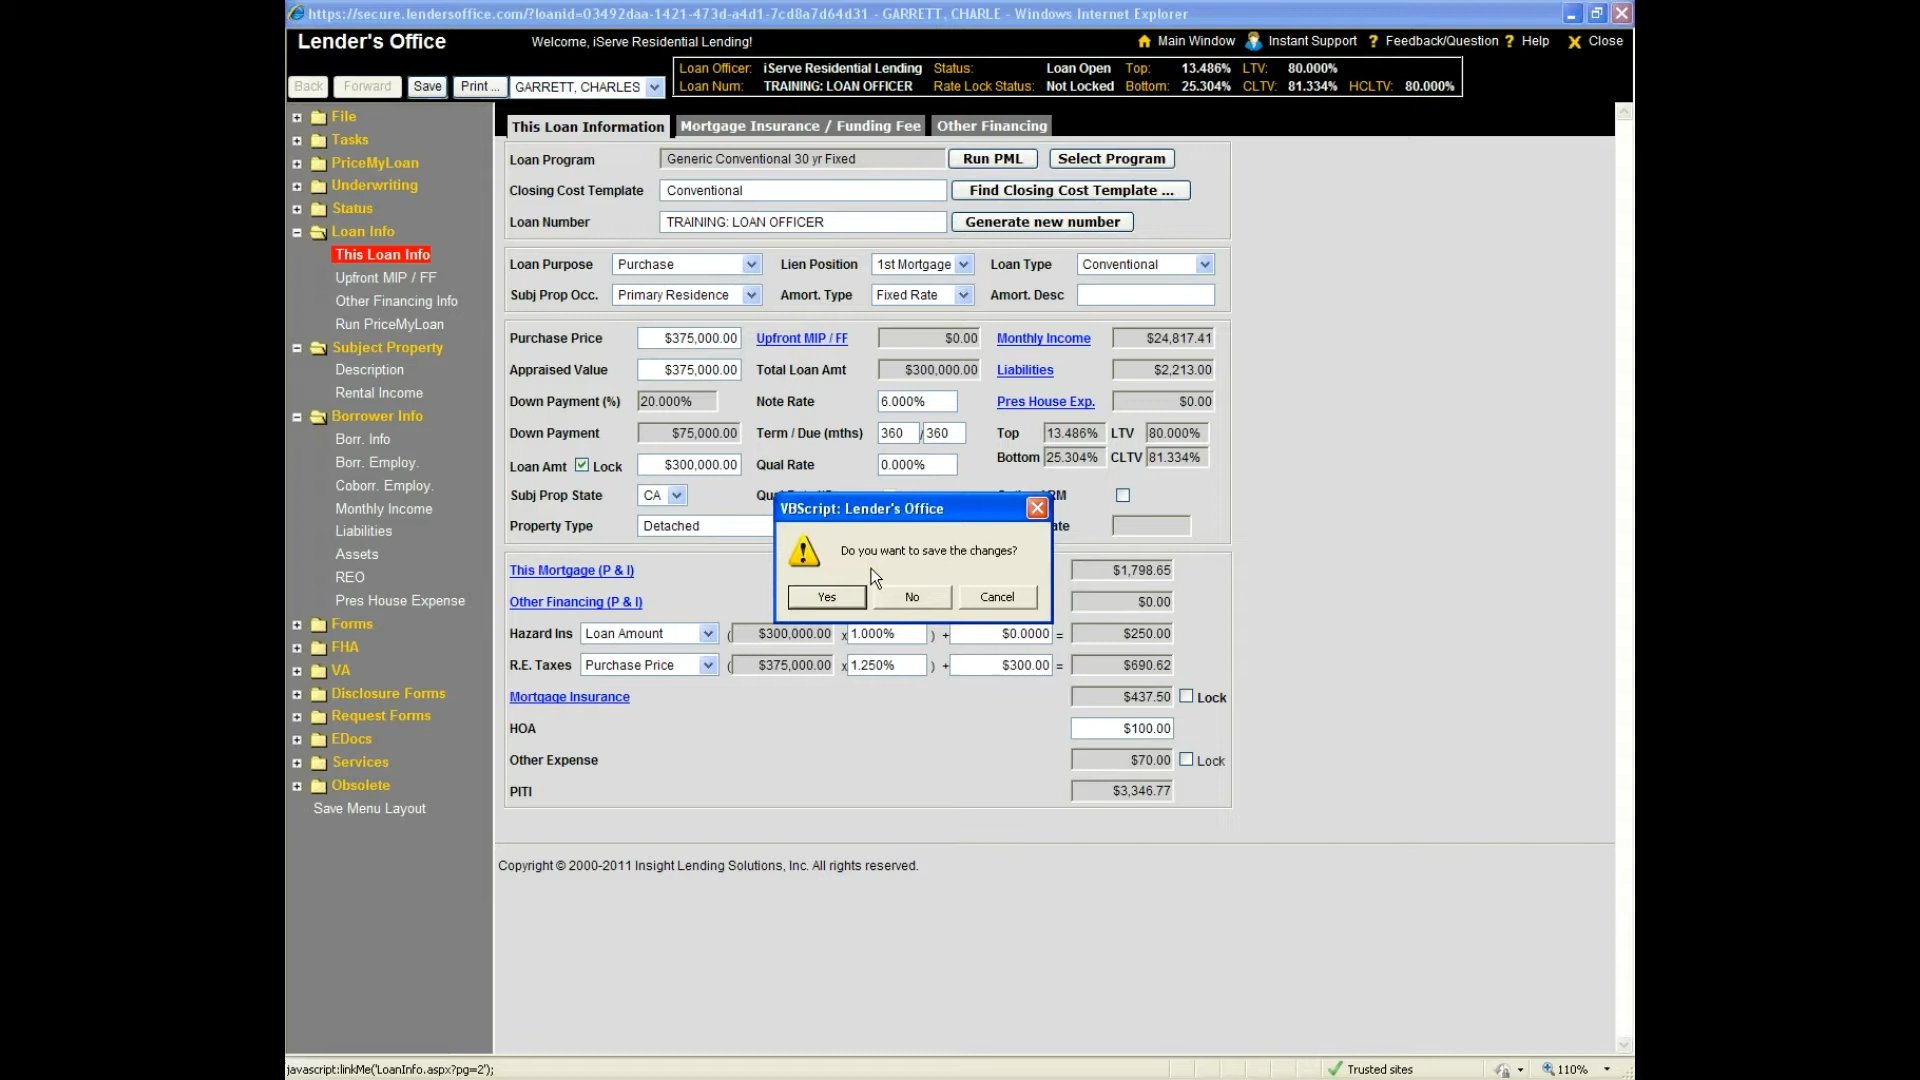 https://secure.lendersoffice.com/?loanid=03492daa-1421-473d-a4d1-7cd8a7d64d31 - GARRETT, CHARLE - Windows Internet Explorer
Lender's Office Welcome, iServe Residential Lending! Main Window Instant Support ? Feedback/Question ? Help X Close
Loan Officer: iServe Residential Lending Status: Loan Open Top: 13.486% LTV: 80.000%
Back Forward Save Print ... GARRETT, CHARLES Loan Num: TRAINING: LOAN OFFICER Rate Lock Status: Not Locked Bottom: 25.304% CLTV: 81.334% HCLTV: 80.000%
File
Tasks
PriceMyLoan
Underwriting
Status
Loan Info
This Loan Info
Upfront MIP / FF
Other Financing Info
Run PriceMyLoan
Subject Property
Description
Rental Income
Borrower Info
Borr. Info
Borr. Employ.
Coborr. Employ.
Monthly Income
Liabilities
Assets
REO
Pres House Expense
Forms
FHA
VA
Disclosure Forms
Request Forms
EDocs
Services
Obsolete
Save Menu Layout
This Loan Information Mortgage Insurance / Funding Fee Other Financing
Loan Program Generic Conventional 30 yr Fixed Run PML Select Program
Closing Cost Template Conventional Find Closing Cost Template ...
Loan Number TRAINING: LOAN OFFICER Generate new number
Loan Purpose Purchase Lien Position 1st Mortgage Loan Type Conventional
Subj Prop Occ. Primary Residence Amort. Type Fixed Rate Amort. Desc
Purchase Price $375,000.00 Upfront MIP / FF $0.00 Monthly Income $24,817.41
Appraised Value $375,000.00 Total Loan Amt $300,000.00 Liabilities $2,213.00
Down Payment (%) 20.000% Note Rate 6.000% Pres House Exp. $0.00
Down Payment $75,000.00 Term / Due (mths) 360 / 360 Top 13.486% LTV 80.000%
Bottom 25.304% CLTV 81.334%
Loan Amt Lock $300,000.00 Qual Rate 0.000%
Subj Prop State CA
Property Type Detached
VBScript: Lender's Office
Do you want to save the changes?
Yes No Cancel
This Mortgage (P & I) $1,798.65
Other Financing (P & I) $0.00
Hazard Ins Loan Amount ( $300,000.00 x 1.000% ) + $0.0000 = $250.00
R.E. Taxes Purchase Price ( $375,000.00 x 1.250% ) + $300.00 = $690.62
Mortgage Insurance $437.50 Lock
HOA $100.00
Other Expense $70.00 Lock
PITI $3,346.77
Copyright © 2000-2011 Insight Lending Solutions, Inc. All rights reserved.
javascript:linkMe('LoanInfo.aspx?pg=2'); Trusted sites 110%